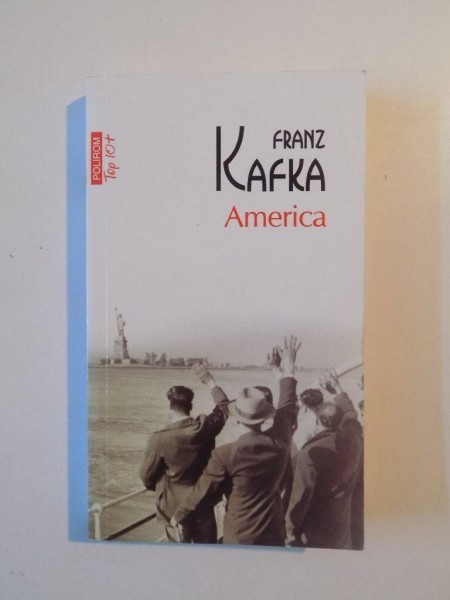 POLIROM
Top 10+
FRANZ
KAFKA
America